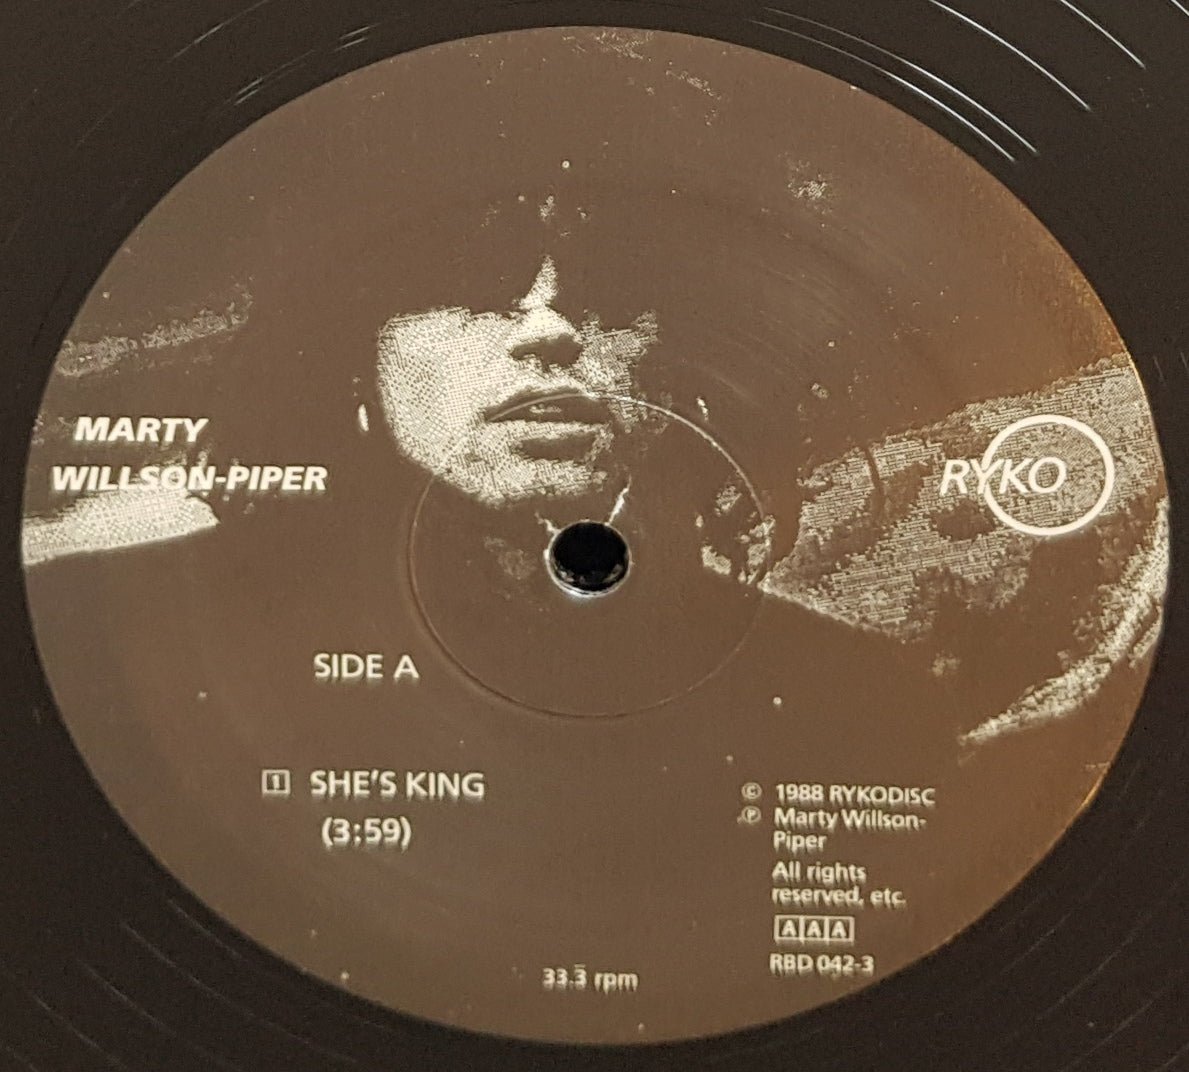 MARTY
WILLSON-PIPER
RYKO
SIDE A
1 SHE'S KING
(3:59)
© 1988 RYKODISC
℗ Marty Willson-
Piper
All rights
reserved, etc.
AAA
RBD 042-3
33.3 rpm